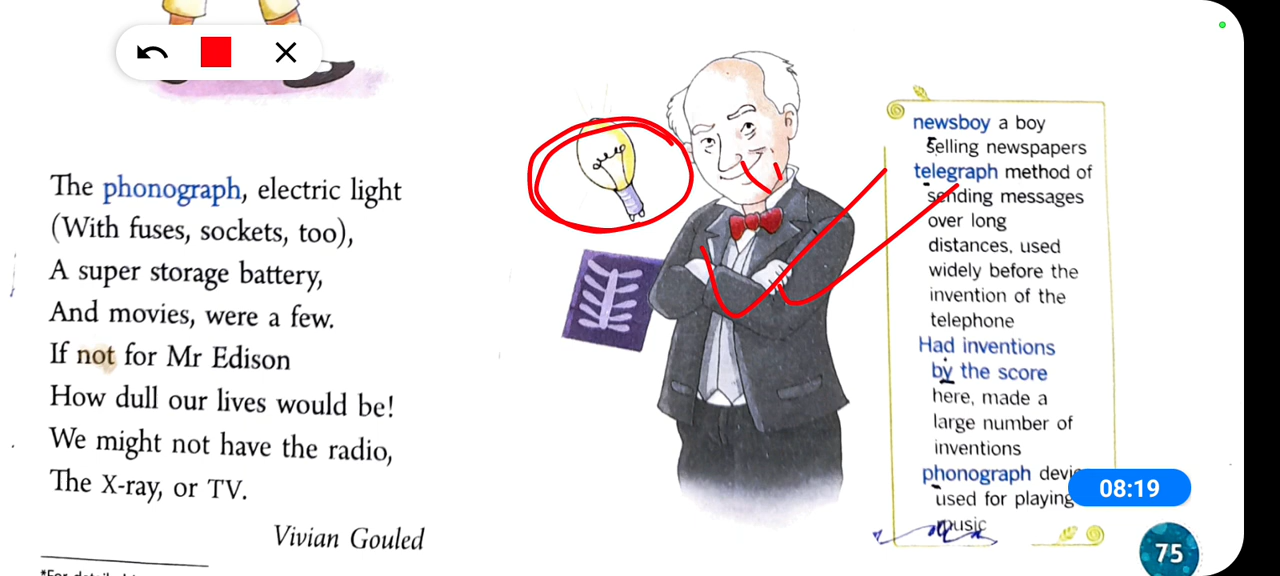 The phonograph, electric light
(With fuses, sockets, too),
A super storage battery,
And movies, were a few.
If not for Mr Edison
How dull our lives would be!
We might not have the radio,
The X-ray, or TV.
Vivian Gouled
newsboy a boy
selling newspapers
telegraph method of
sending messages
over long
distances, used
widely before the
invention of the
telephone
Had inventions
by the score
here, made a
large number of
inventions
phonograph
used for playing
music
08:19
75